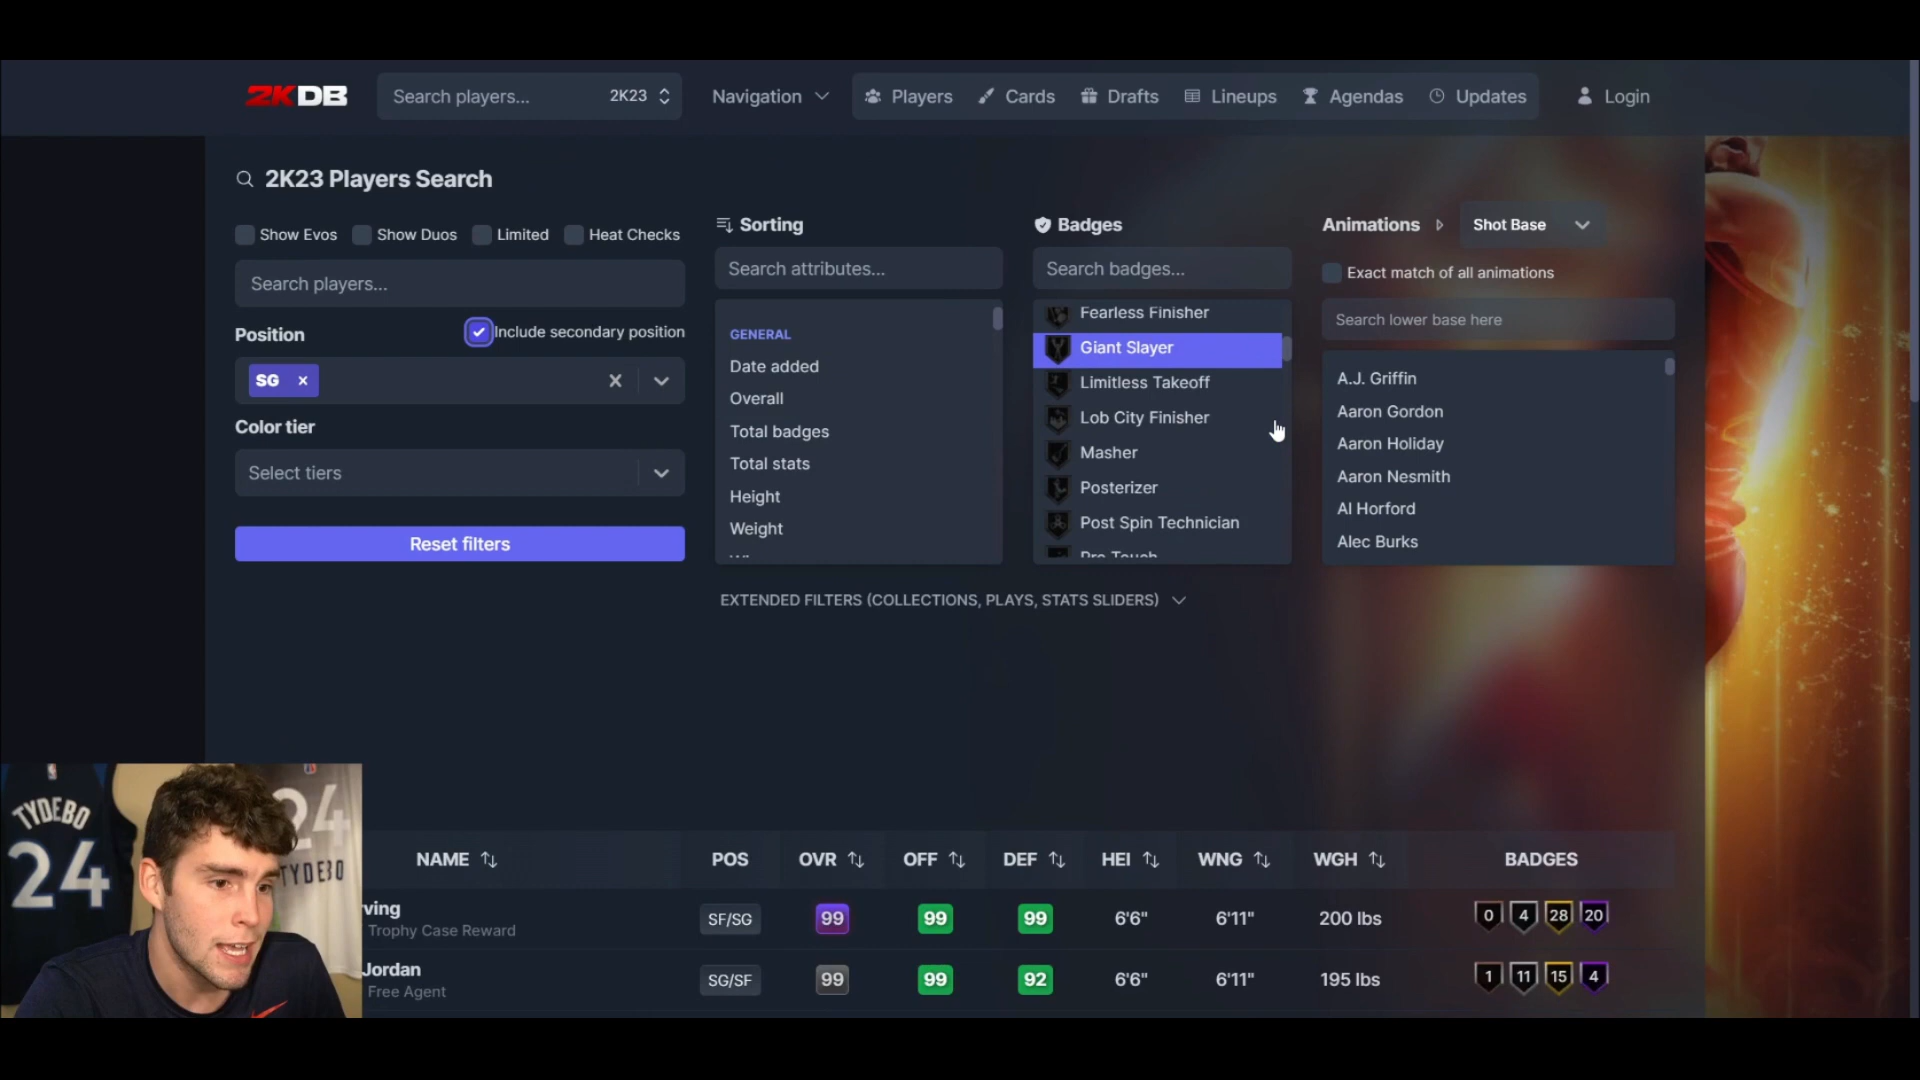 2KDB
Search players...
2K23
Navigation
Players
Cards
Drafts
Lineups
Agendas
Updates
Login
2K23 Players Search
Show Evos
Show Duos
Limited
Heat Checks
Search players...
Position
Include secondary position
SG
Color tier
Select tiers
Reset filters
Sorting
Search attributes...
GENERAL
Date added
Overall
Total badges
Total stats
Height
Weight
Badges
Search badges...
Fearless Finisher
Giant Slayer
Limitless Takeoff
Lob City Finisher
Masher
Posterizer
Post Spin Technician
Pro Touch
Animations
Shot Base
Exact match of all animations
Search lower base here
A.J. Griffin
Aaron Gordon
Aaron Holiday
Aaron Nesmith
Al Horford
Alec Burks
EXTENDED FILTERS (COLLECTIONS, PLAYS, STATS SLIDERS)
NAME POS OVR OFF DEF HEI WNG WGH BADGES
ving
Trophy Case Reward
SF/SG 99 99 99 6'6" 6'11" 200 lbs 0 4 28 20
Jordan
Free Agent
SG/SF 99 99 92 6'6" 6'11" 195 lbs 1 11 15 4
TYDEBO
24
24
TYDEBO